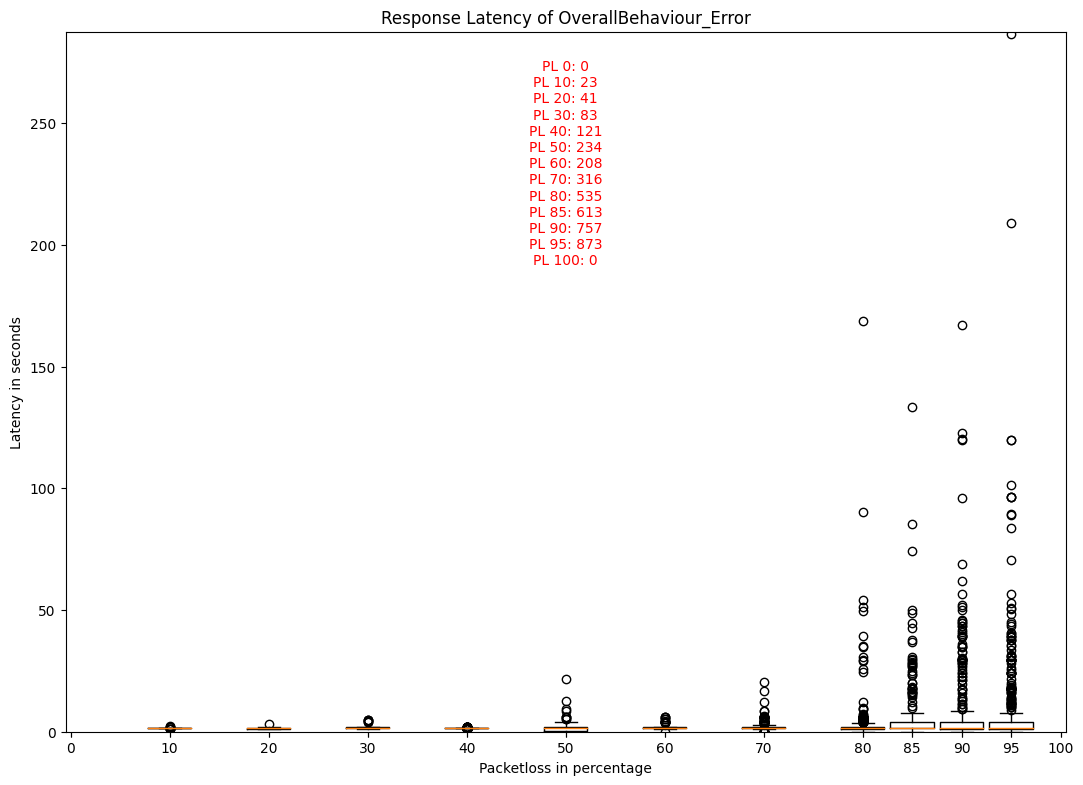 Response Latency of OverallBehaviour_Error
PL 0: 0
PL 10: 23
PL 20: 41
PL 30: 83
PL 40: 121
PL 50: 234
PL 60: 208
PL 70: 316
PL 80: 535
PL 85: 613
PL 90: 757
PL 95: 873
PL 100: 0
Latency in seconds
250
200
150
100
50
0
0 10 20 30 40 50 60 70 80 85 90 95 100
Packetloss in percentage